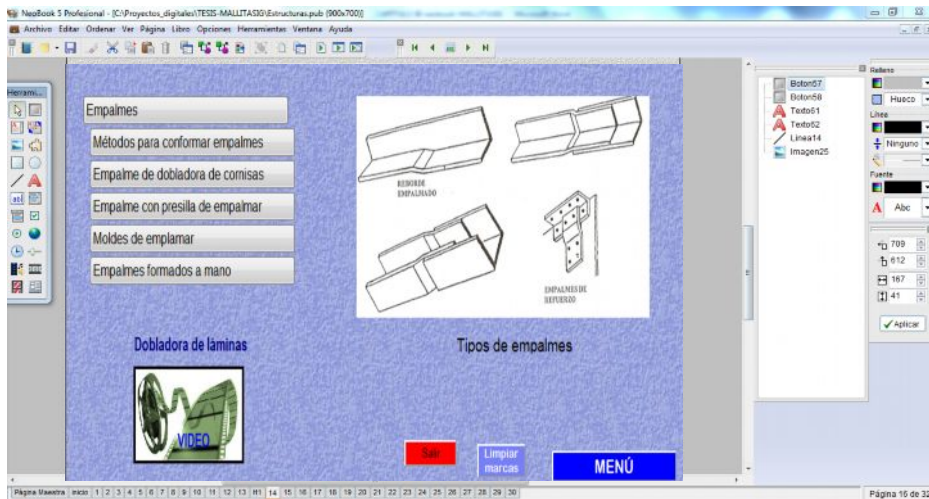 NeoBook 5 Profesional - [C:\Proyectos_digitales\TESIS-MALLITASIG\Estructuras.pub (900x700)]
Archivo Editar Ordenar Ver Página Libro Opciones Herramientas Ventana Ayuda
Herrami...
Empalmes
Métodos para conformar empalmes
Empalme de dobladora de cornisas
Empalme con presilla de empalmar
Moldes de emplamar
Empalmes formados a mano
REBORDE
EMPALMADO
EMPALMES DE
REFUERZO
Dobladora de láminas
Tipos de empalmes
VIDEO
Salir
Limpiar
marcas
MENÚ
Boton57
Boton58
Texto61
Texto62
Linea14
Imagen25
Relleno
Hueco
Línea
Ninguno
Fuente
A Abc
709
612
167
41
Aplicar
Página Maestra inicio 1 2 3 4 5 6 7 8 9 10 11 12 13 H1 14 15 16 17 18 19 20 21 22 23 24 25 26 27 28 29 30
Página 16 de 32